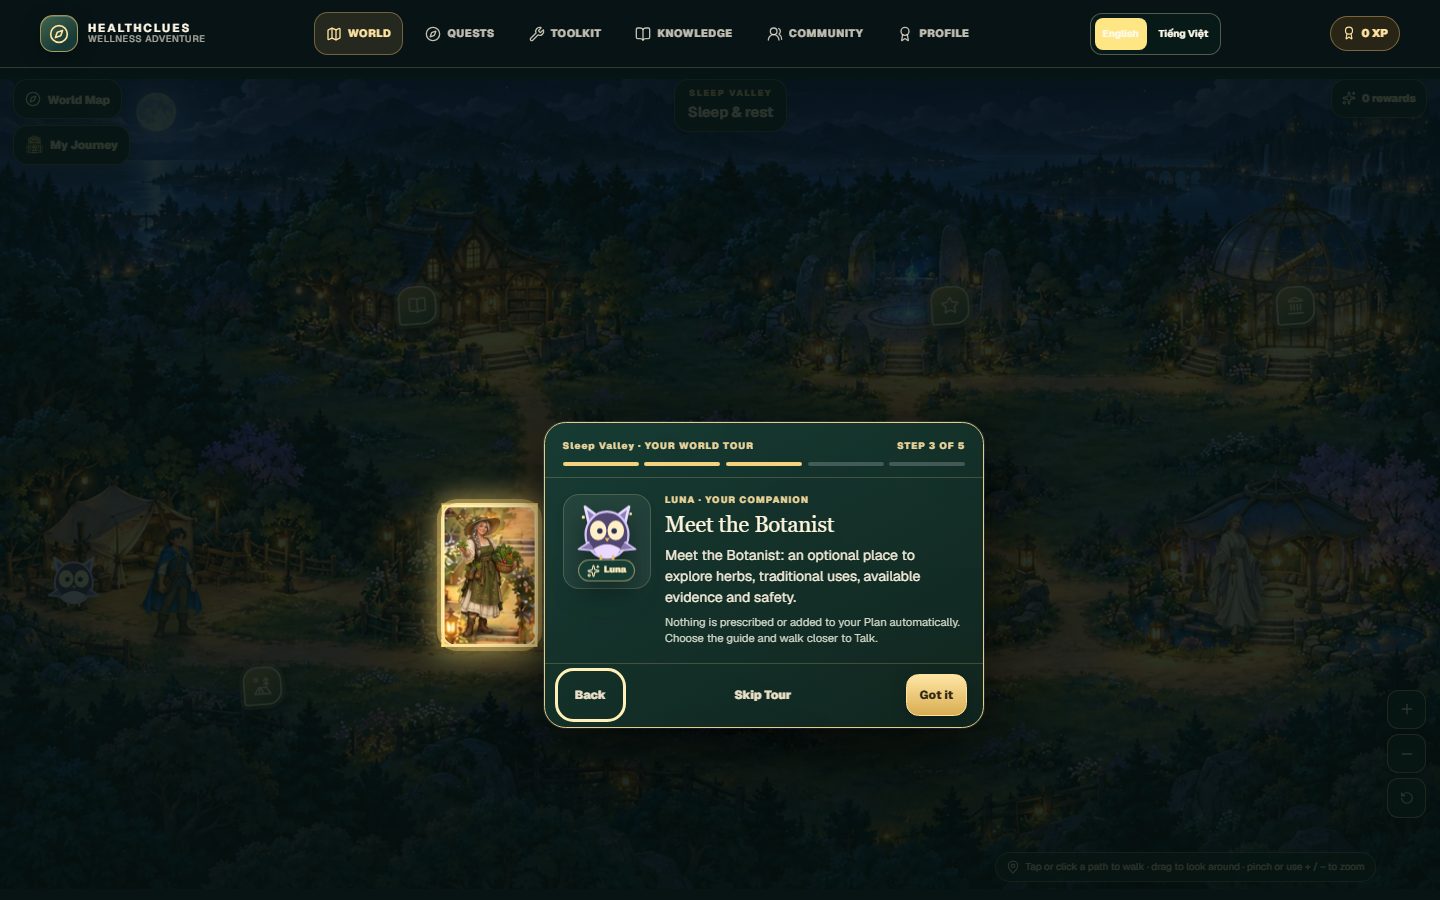 HEALTHCLUES
WELLNESS ADVENTURE
WORLD
QUESTS
TOOLKIT
KNOWLEDGE
COMMUNITY
PROFILE
English
Tiếng Việt
0 XP
World Map
My Journey
SLEEP VALLEY
Sleep & rest
0 rewards
Sleep Valley · YOUR WORLD TOUR
STEP 3 OF 5
Luna
LUNA · YOUR COMPANION
Meet the Botanist
Meet the Botanist: an optional place to
explore herbs, traditional uses, available
evidence and safety.
Nothing is prescribed or added to your Plan automatically.
Choose the guide and walk closer to Talk.
Back
Skip Tour
Got it
Tap or click a path to walk · drag to look around · pinch or use + / − to zoom